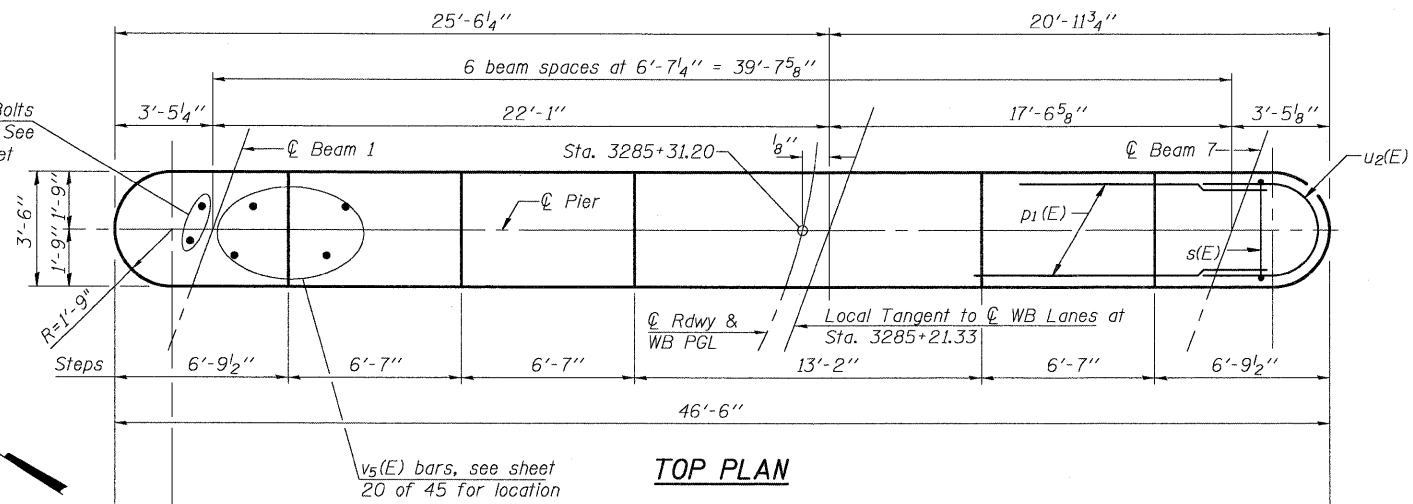 25'-6¼"
20'-11¾"
6 beam spaces at 6'-7¼" = 39'-7⅝"
Bolts
See
3'-5¼"
22'-1"
17'-6⅝"
3'-5⅛"
℄ Beam 1
Sta. 3285+31.20
⅛"
℄ Beam 7
u2(E)
3'-6"
1'-9"
1'-9"
℄ Pier
p1(E)
s(E)
R=1'-9"
℄ Rdwy &
WB PGL
Local Tangent to ℄ WB Lanes at
Sta. 3285+21.33
Steps
6'-9½"
6'-7"
6'-7"
13'-2"
6'-7"
6'-9½"
46'-6"
v5(E) bars, see sheet
20 of 45 for location
TOP PLAN